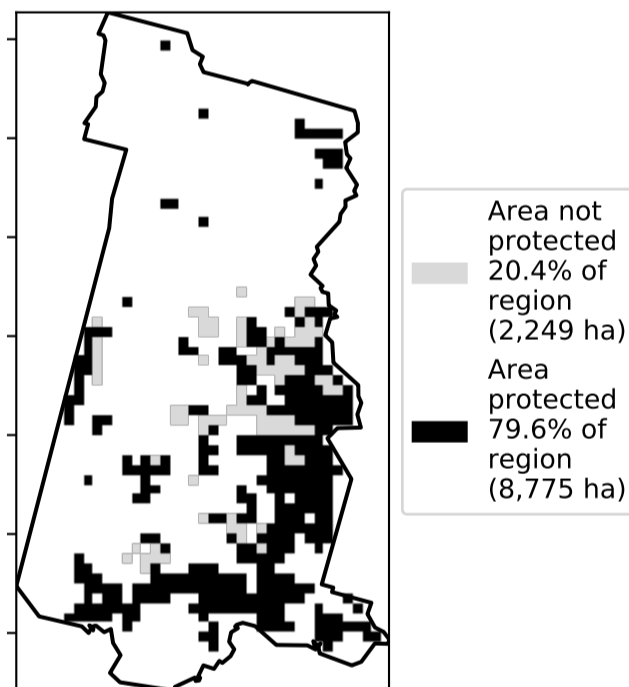 Area not
protected
20.4% of
region
(2,249 ha)
Area
protected
79.6% of
region
(8,775 ha)